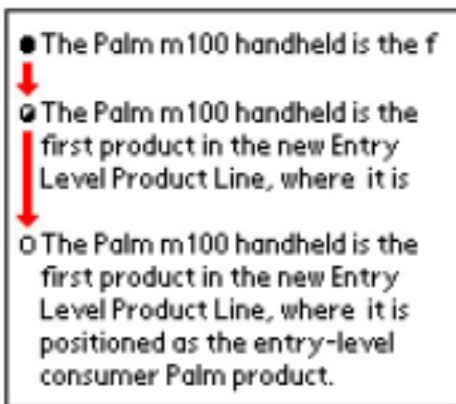 The Palm m100 handheld is the f
The Palm m100 handheld is the
first product in the new Entry
Level Product Line, where it is
The Palm m100 handheld is the
first product in the new Entry
Level Product Line, where it is
positioned as the entry-level
consumer Palm product.